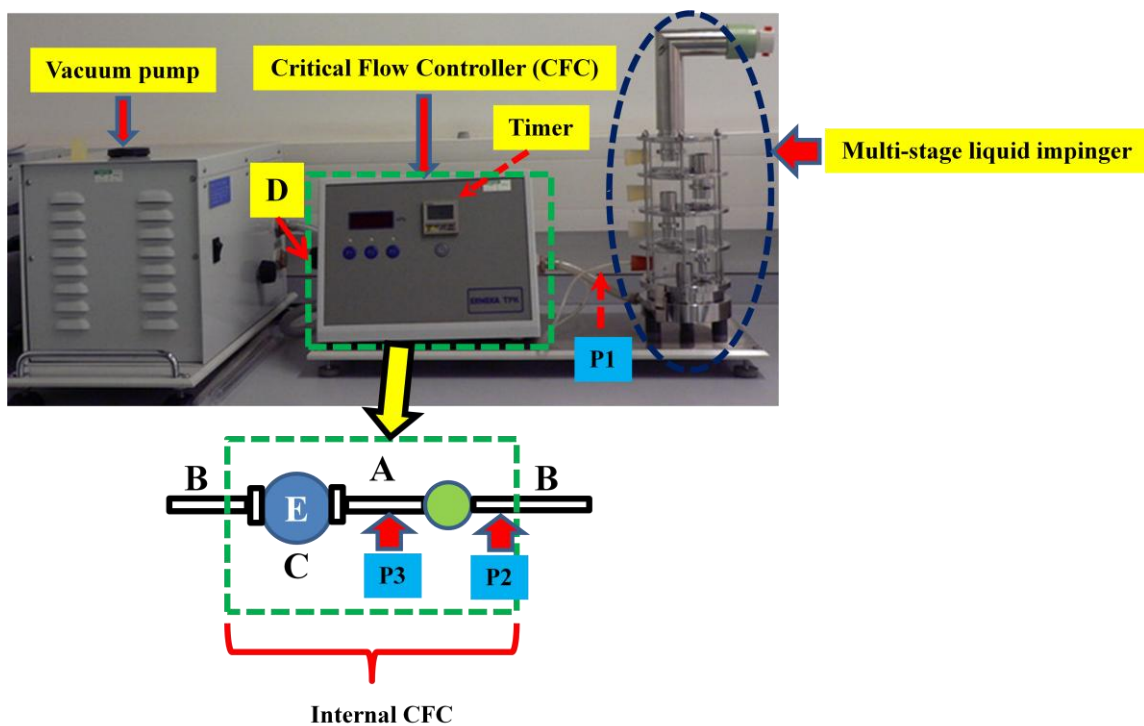 Vacuum pump
Critical Flow Controller (CFC)
Timer
Multi-stage liquid impinger
D
P1
B
A
B
E
C
P3
P2
Internal CFC